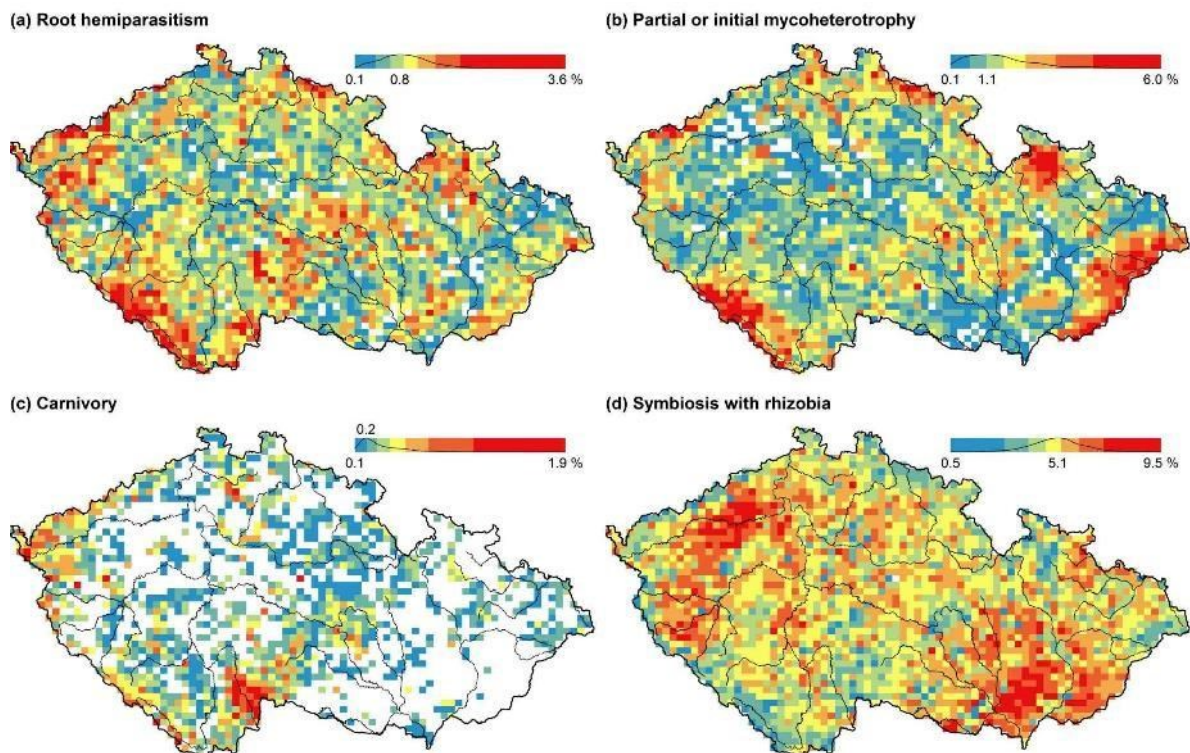 (a) Root hemiparasitism
0.1 0.8 3.6 %
(b) Partial or initial mycoheterotrophy
0.1 1.1 6.0 %
(c) Carnivory
0.2
0.1 1.9 %
(d) Symbiosis with rhizobia
0.5 5.1 9.5 %